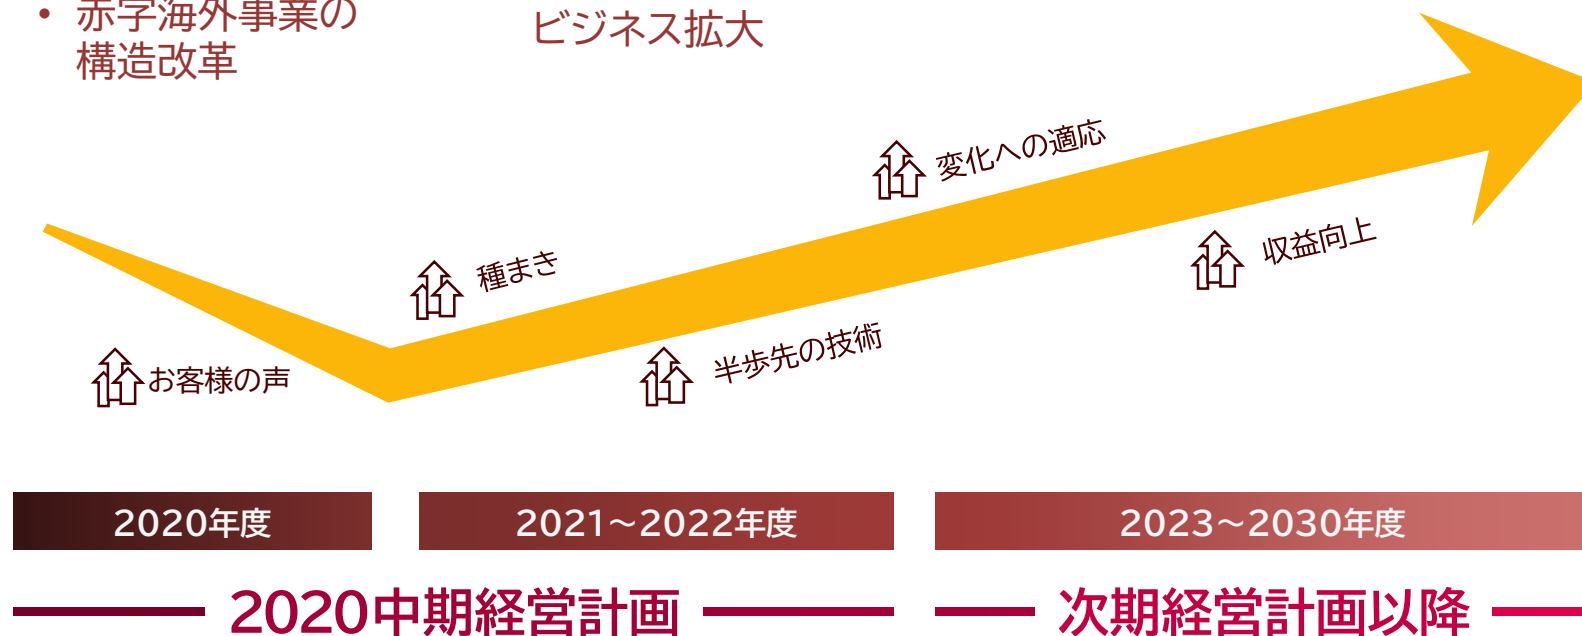 • 赤字海外事業の
構造改革
ビジネス拡大
変化への適応
収益向上
種まき
半歩先の技術
お客様の声
2020年度
2021～2022年度
2023～2030年度
2020中期経営計画
次期経営計画以降